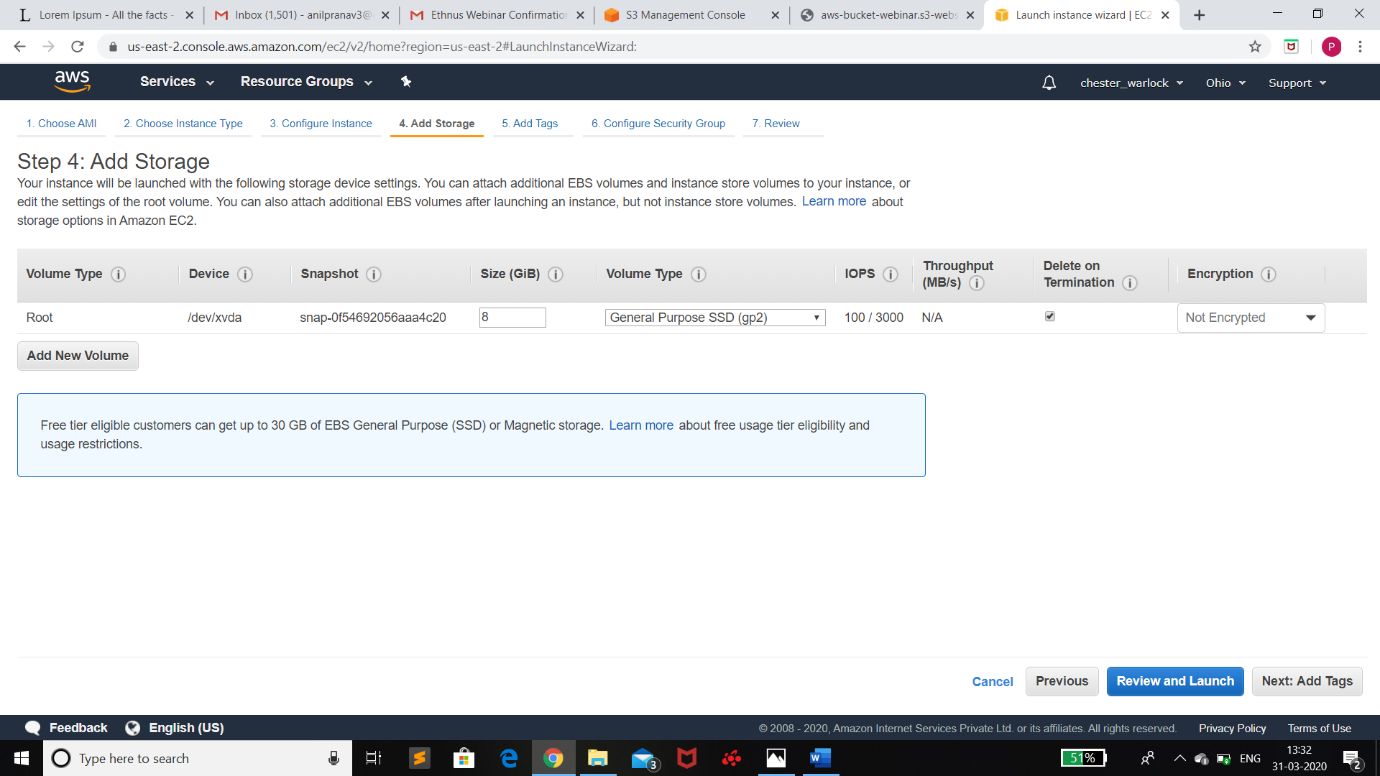 Lorem Ipsum - All the facts -
Inbox (1,501) - anilpranav3@
Ethnus Webinar Confirmation
S3 Management Console
aws-bucket-webinar.s3-webs
Launch instance wizard | EC2
us-east-2.console.aws.amazon.com/ec2/v2/home?region=us-east-2#LaunchInstanceWizard:
P
aws
Services
Resource Groups
chester_warlock
Ohio
Support
1. Choose AMI
2. Choose Instance Type
3. Configure Instance
4. Add Storage
5. Add Tags
6. Configure Security Group
7. Review
Step 4: Add Storage
Your instance will be launched with the following storage device settings. You can attach additional EBS volumes and instance store volumes to your instance, or
edit the settings of the root volume. You can also attach additional EBS volumes after launching an instance, but not instance store volumes. Learn more about
storage options in Amazon EC2.
Volume Type
Device
Snapshot
Size (GiB)
Volume Type
IOPS
Throughput
(MB/s)
Delete on
Termination
Encryption
Root
/dev/xvda
snap-0f54692056aaa4c20
8
General Purpose SSD (gp2)
100 / 3000
N/A
Not Encrypted
Add New Volume
Free tier eligible customers can get up to 30 GB of EBS General Purpose (SSD) or Magnetic storage. Learn more about free usage tier eligibility and
usage restrictions.
Cancel
Previous
Review and Launch
Next: Add Tags
Feedback
English (US)
© 2008 - 2020, Amazon Internet Services Private Ltd. or its affiliates. All rights reserved.
Privacy Policy
Terms of Use
Type here to search
3
51%
ENG
13:32
31-03-2020
2